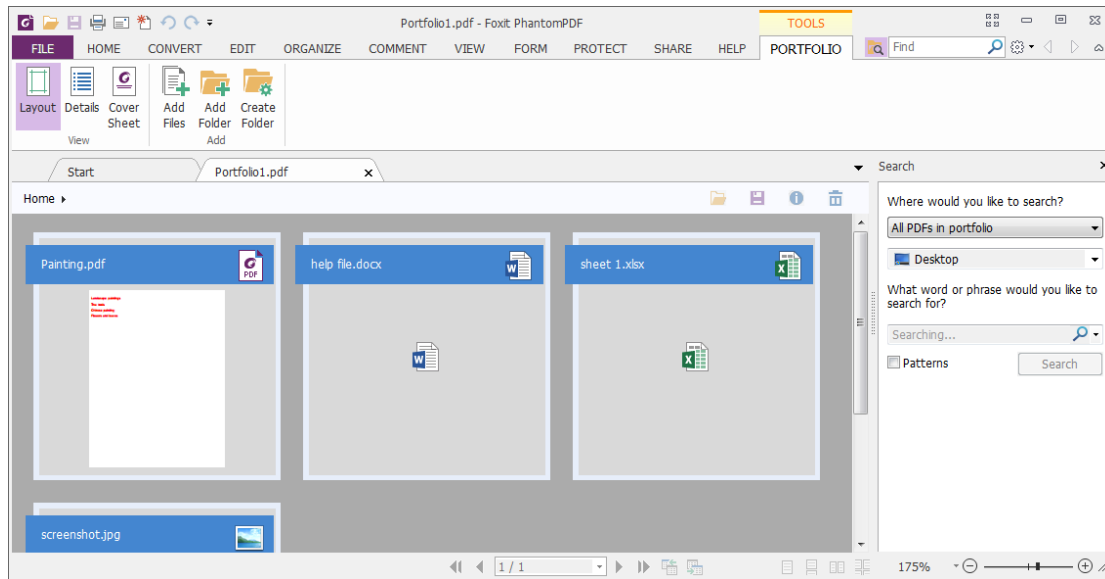 Portfolio1.pdf - Foxit PhantomPDF
TOOLS
FILE
HOME
CONVERT
EDIT
ORGANIZE
COMMENT
VIEW
FORM
PROTECT
SHARE
HELP
PORTFOLIO
Find
Layout
Details
Cover Sheet
Add Files
Add Folder
Create Folder
View
Add
Start
Portfolio1.pdf
Search
Home
Where would you like to search?
All PDFs in portfolio
Desktop
What word or phrase would you like to
search for?
Searching...
Patterns
Search
Painting.pdf
PDF
help file.docx
sheet 1.xlsx
screenshot.jpg
1 / 1
175%